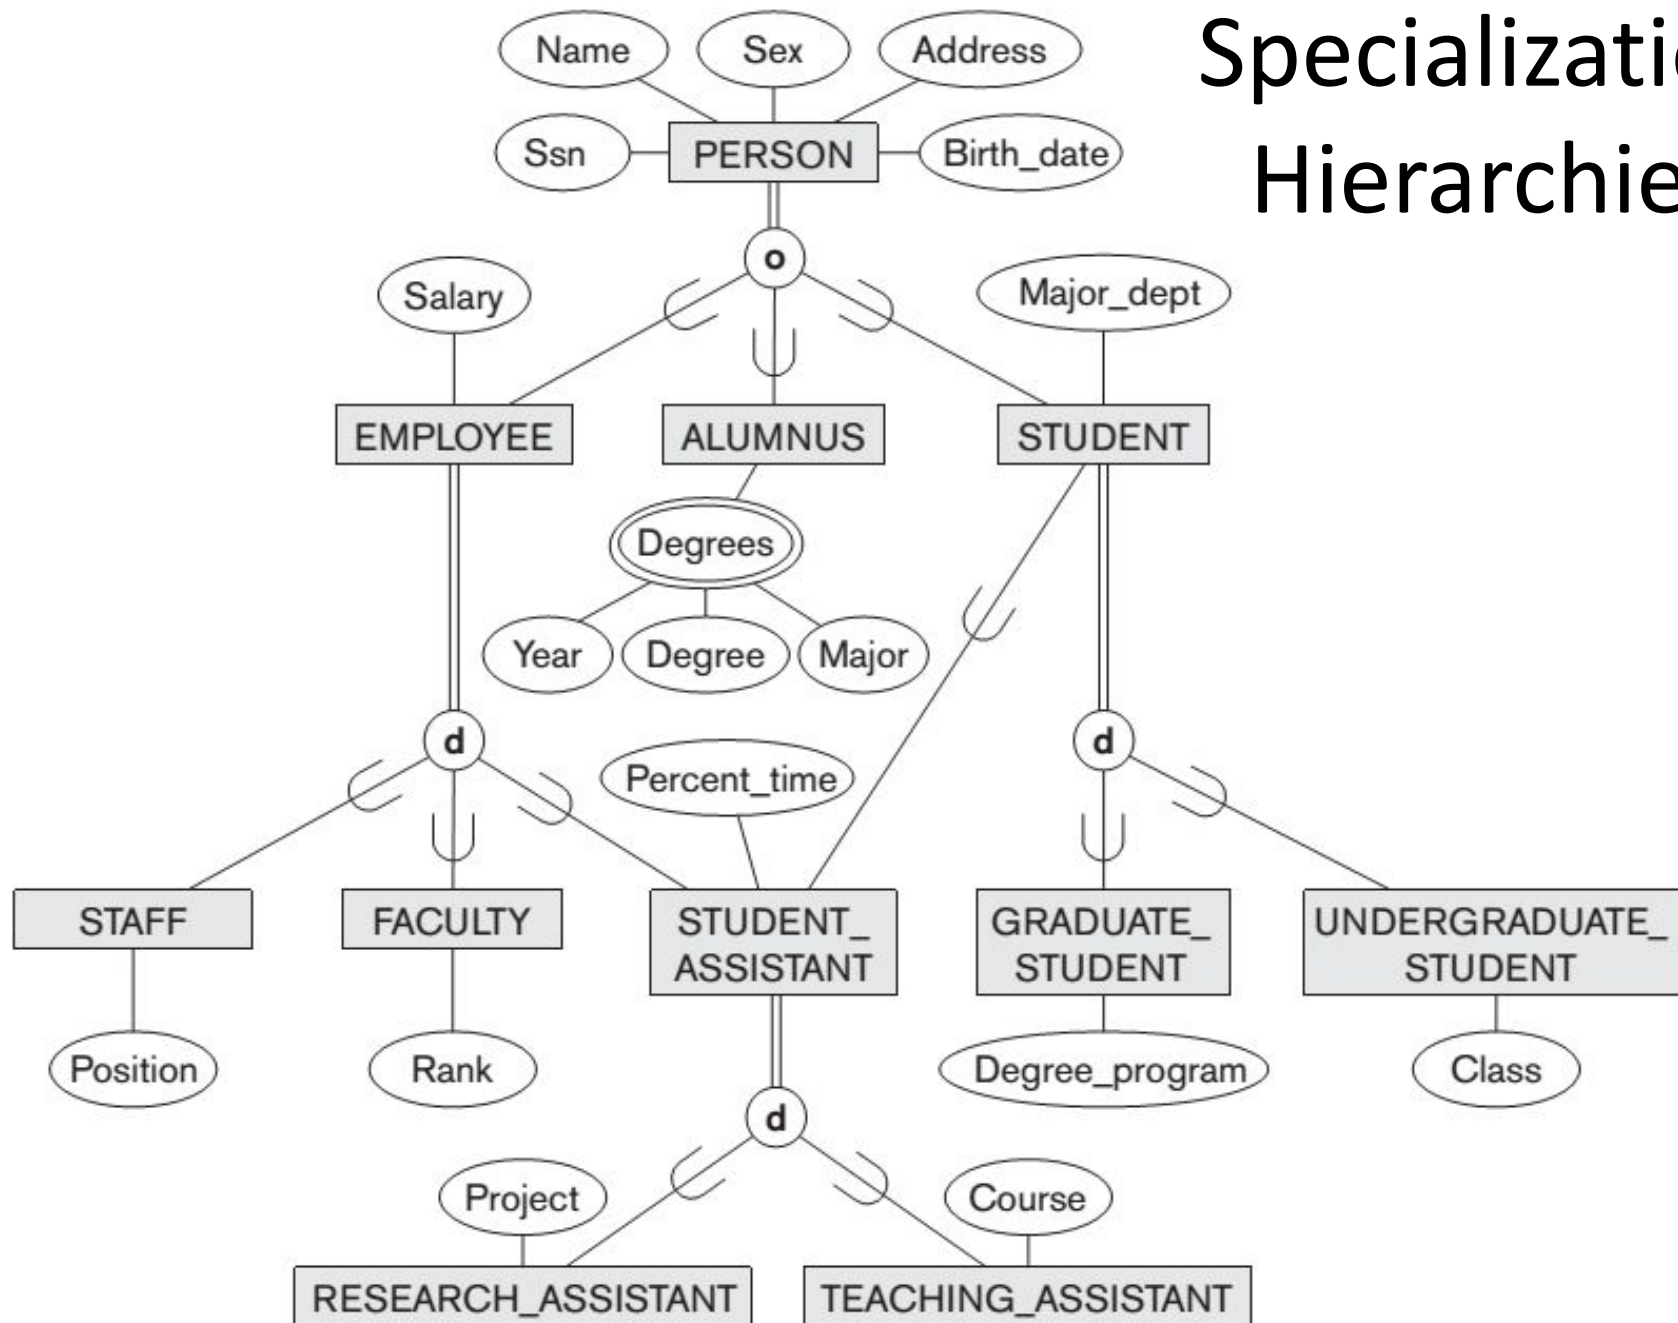 Specializati
Hierarchie
Name
Sex
Address
Ssn
PERSON
Birth_date
o
Salary
Major_dept
EMPLOYEE
ALUMNUS
STUDENT
Degrees
Year
Degree
Major
d
d
Percent_time
STAFF
FACULTY
STUDENT_
ASSISTANT
GRADUATE_
STUDENT
UNDERGRADUATE_
STUDENT
Position
Rank
Degree_program
Class
d
Project
Course
RESEARCH_ASSISTANT
TEACHING_ASSISTANT